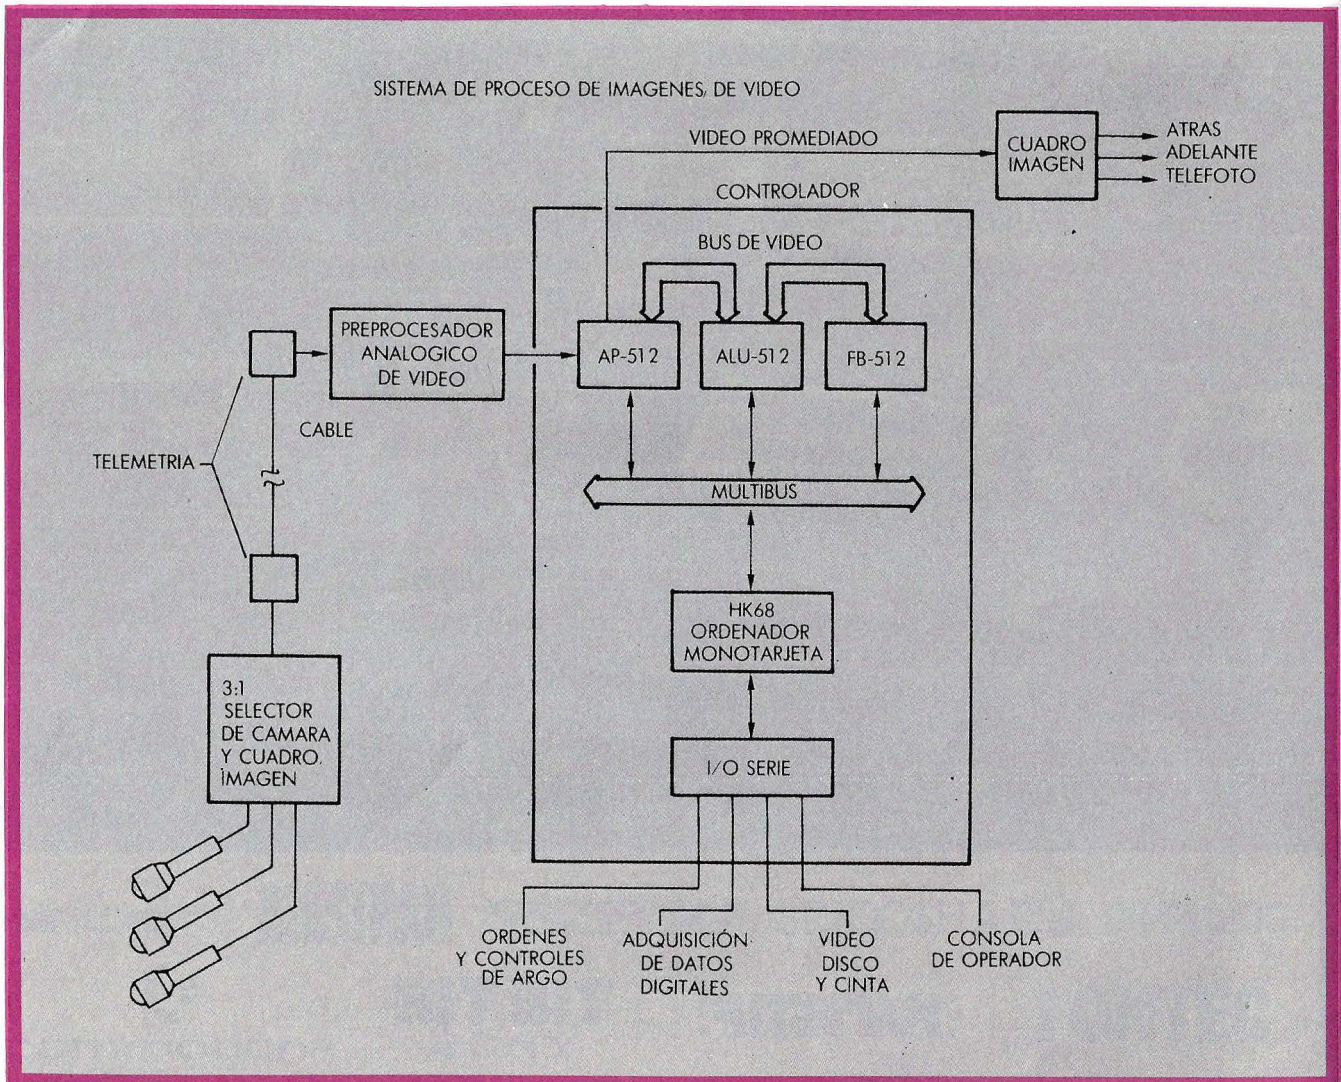 SISTEMA DE PROCESO DE IMAGENES, DE VIDEO
VIDEO PROMEDIADO
CUADRO
IMAGEN
ATRAS
ADELANTE
TELEFOTO
CONTROLADOR
BUS DE VIDEO
PREPROCESADOR
ANALOGICO
DE VIDEO
AP-512
ALU-512
FB-512
CABLE
TELEMETRIA
MULTIBUS
HK68
ORDENADOR
MONOTARJETA
3:1
SELECTOR
DE CAMARA
Y CUADRO.
IMAGEN
I/O SERIE
ORDENES
Y CONTROLES
DE ARGO
ADQUISICIÓN
DE DATOS
DIGITALES
VIDEO
DISCO
Y CINTA
CONSOLA
DE OPERADOR